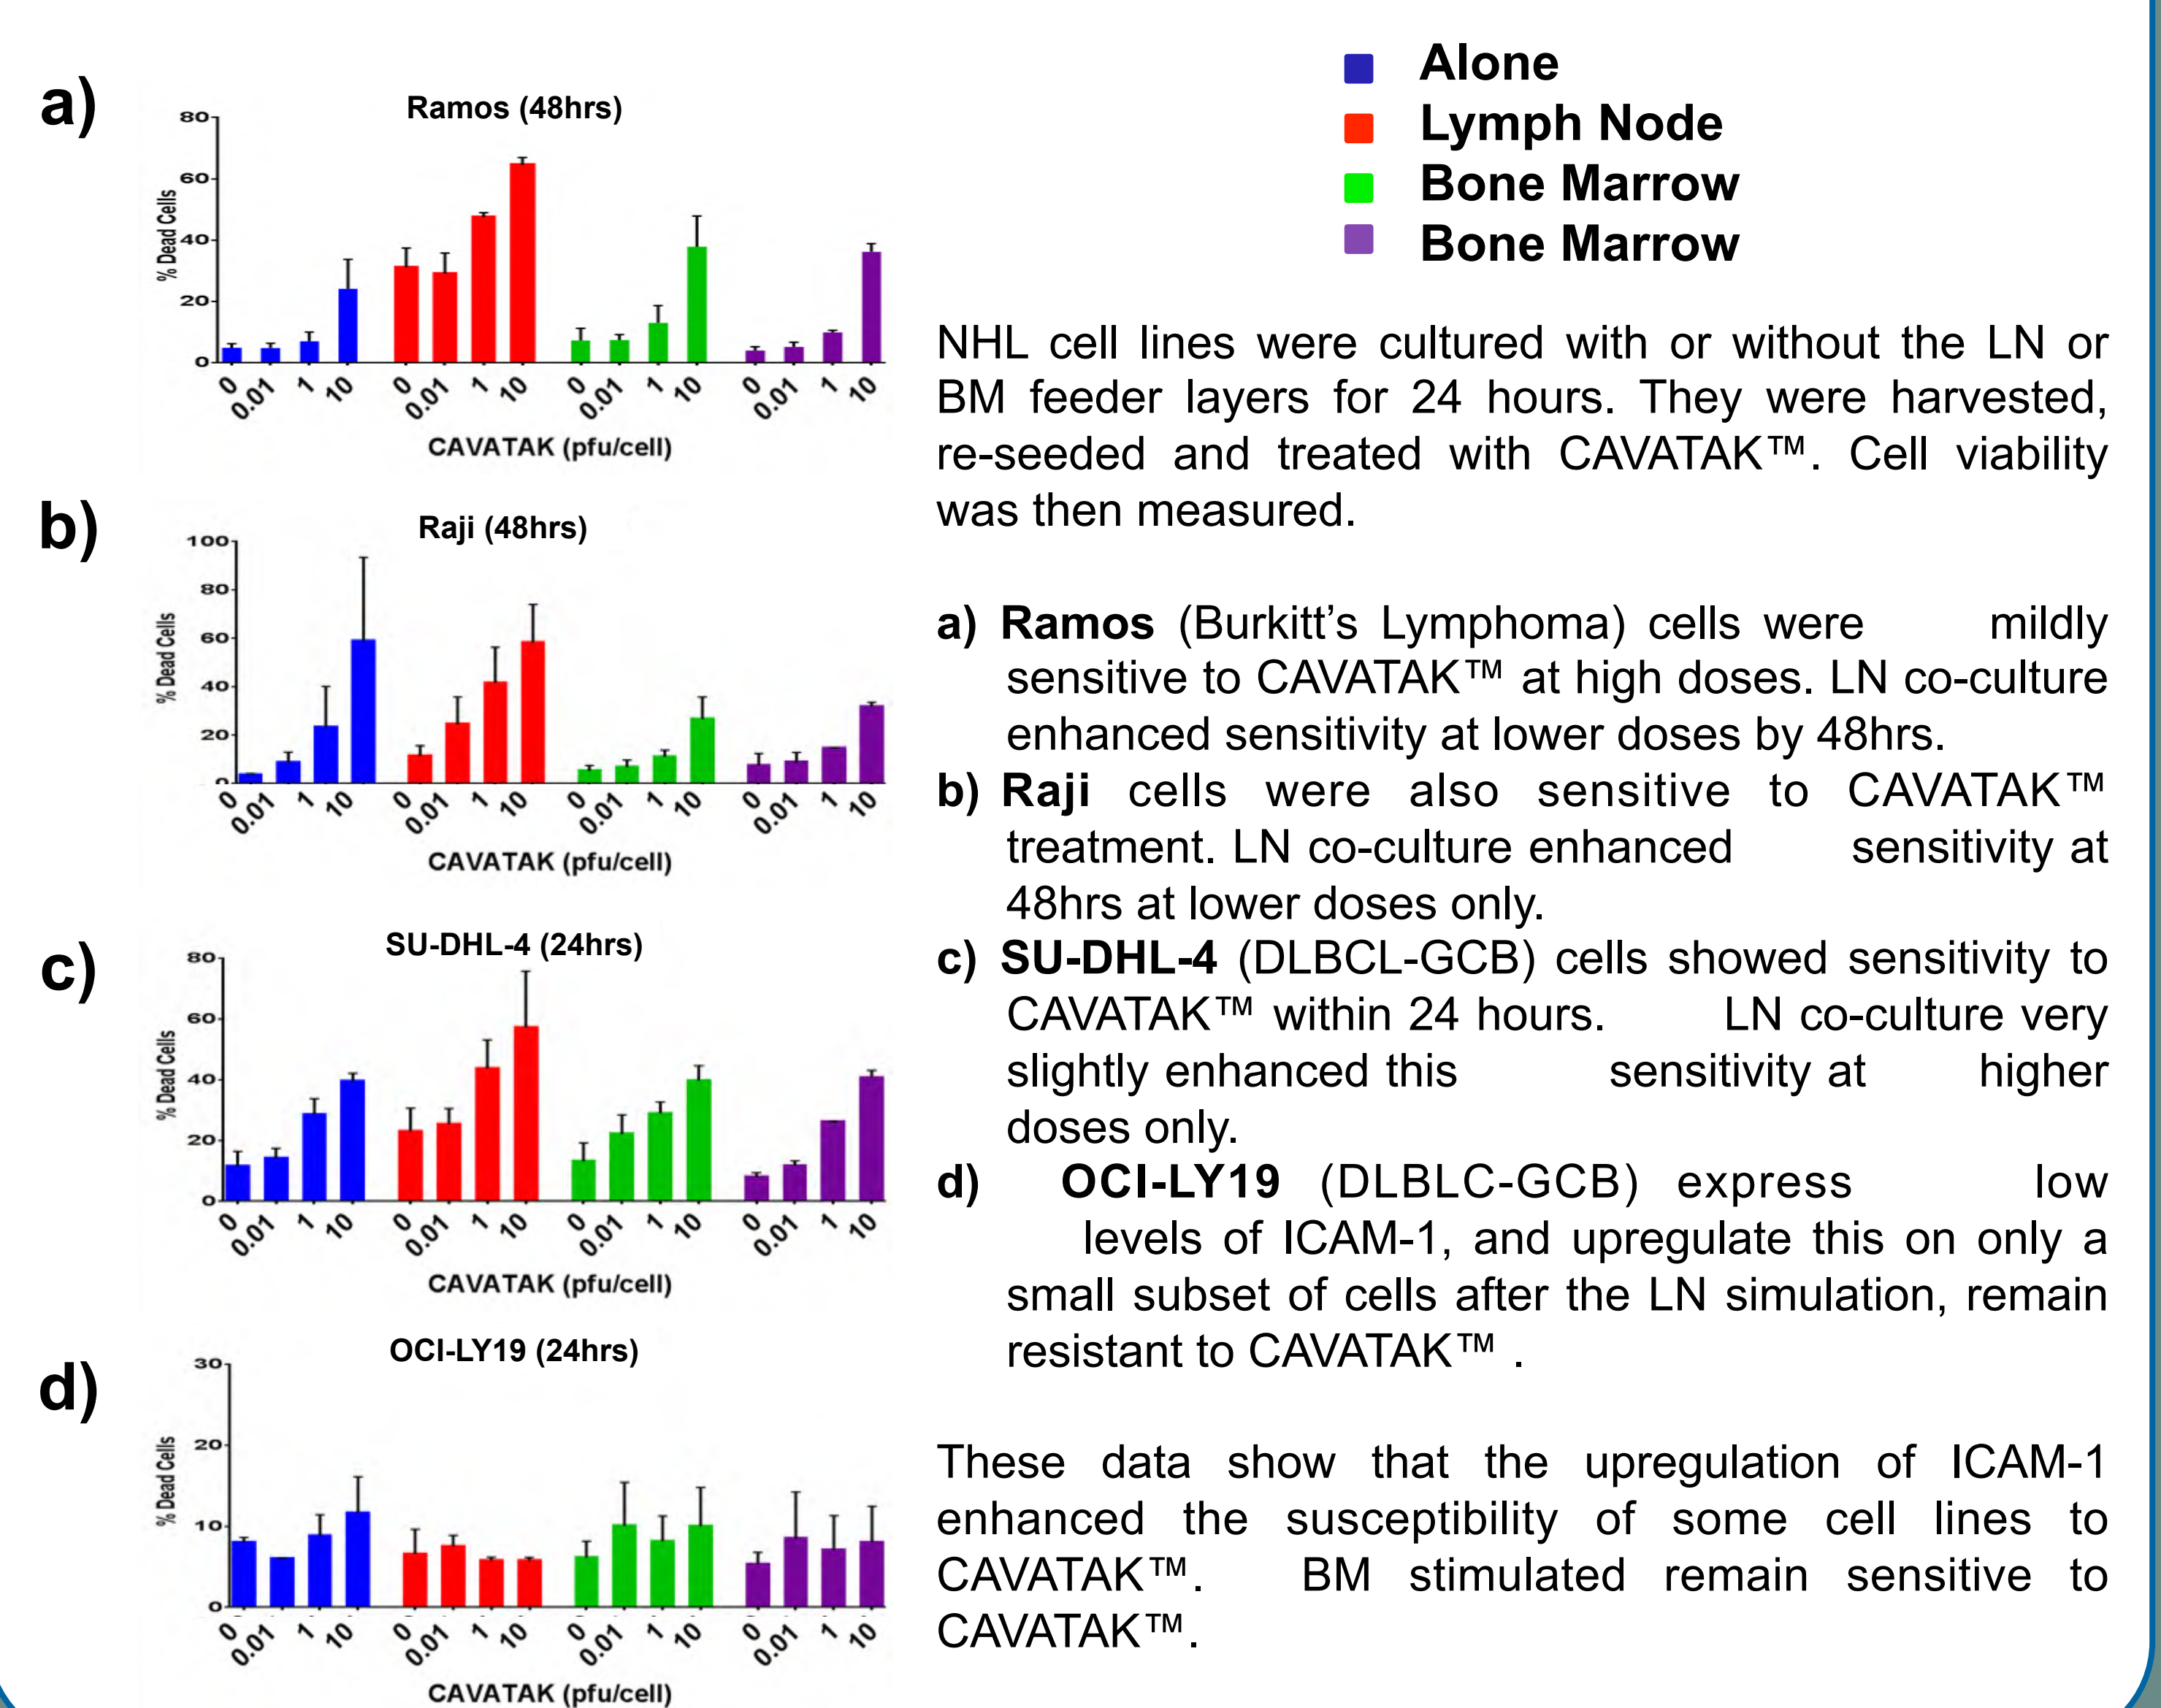 Alone
Lymph Node
Bone Marrow
Bone Marrow
a)
Ramos (48hrs)
% Dead Cells
80
60
40
20
0
0 0.01 1 10 0 0.01 1 10 0 0.01 1 10 0 0.01 1 10
CAVATAK (pfu/cell)
b)
Raji (48hrs)
% Dead Cells
100
80
60
40
20
0
0 0.01 1 10 0 0.01 1 10 0 0.01 1 10 0 0.01 1 10
CAVATAK (pfu/cell)
c)
SU-DHL-4 (24hrs)
% Dead Cells
80
60
40
20
0
0 0.01 1 10 0 0.01 1 10 0 0.01 1 10 0 0.01 1 10
CAVATAK (pfu/cell)
d)
OCI-LY19 (24hrs)
% Dead Cells
30
20
10
0
0 0.01 1 10 0 0.01 1 10 0 0.01 1 10 0 0.01 1 10
CAVATAK (pfu/cell)
NHL cell lines were cultured with or without the LN or
BM feeder layers for 24 hours. They were harvested,
re-seeded and treated with CAVATAK™. Cell viability
was then measured.
a) Ramos (Burkitt’s Lymphoma) cells were mildly
sensitive to CAVATAK™ at high doses. LN co-culture
enhanced sensitivity at lower doses by 48hrs.
b) Raji cells were also sensitive to CAVATAK™
treatment. LN co-culture enhanced sensitivity at
48hrs at lower doses only.
c) SU-DHL-4 (DLBCL-GCB) cells showed sensitivity to
CAVATAK™ within 24 hours. LN co-culture very
slightly enhanced this sensitivity at higher
doses only.
d) OCI-LY19 (DLBLC-GCB) express low
levels of ICAM-1, and upregulate this on only a
small subset of cells after the LN simulation, remain
resistant to CAVATAK™ .
These data show that the upregulation of ICAM-1
enhanced the susceptibility of some cell lines to
CAVATAK™. BM stimulated remain sensitive to
CAVATAK™.